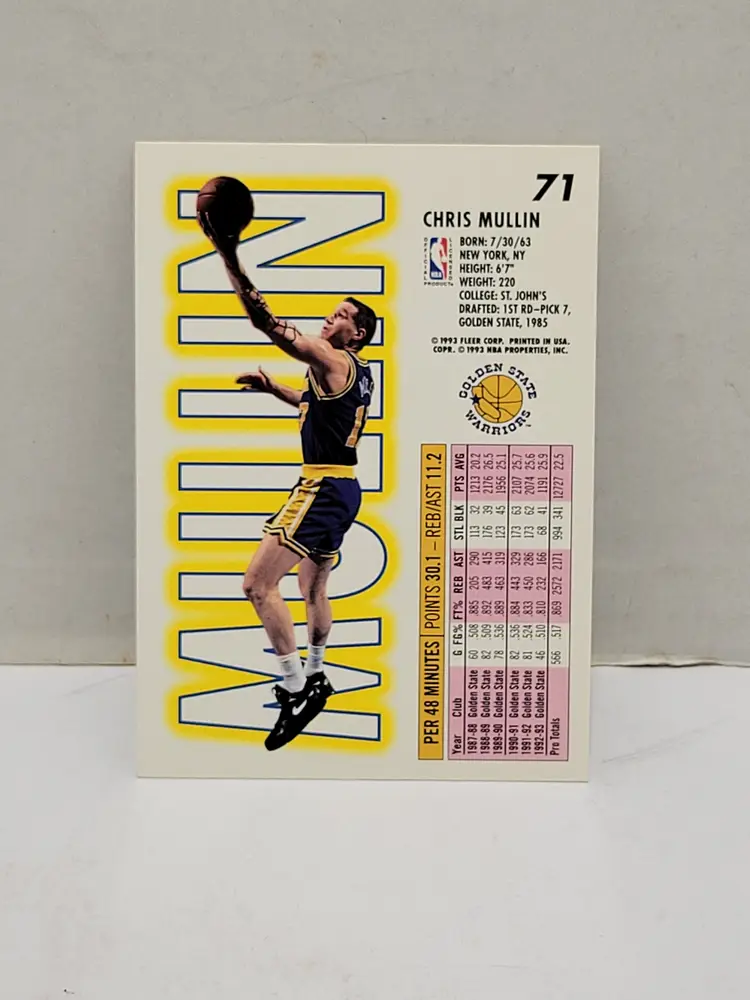 71
CHRIS MULLIN
OFFICIAL LICENSED
NBA
PRODUCT
BORN: 7/30/63
NEW YORK, NY
HEIGHT: 6'7"
WEIGHT: 220
COLLEGE: ST. JOHN'S
DRAFTED: 1ST RD–PICK 7,
GOLDEN STATE, 1985
© 1993 FLEER CORP. PRINTED IN USA.
COPR. © 1993 NBA PROPERTIES, INC.
GOLDEN STATE
WARRIORS
MULLIN
PER 48 MINUTES POINTS 30.1 – REB/AST 11.2
Year Club G FG% FT% REB AST STL BLK PTS AVG
1987-88 Golden State 60 .508 .885 205 290 113 32 1213 20.2
1988-89 Golden State 82 .509 .892 483 415 176 39 2176 26.5
1989-90 Golden State 78 .536 .889 463 319 123 45 1956 25.1
1990-91 Golden State 82 .536 .884 443 329 173 63 2107 25.7
1991-92 Golden State 81 .524 .833 450 286 173 62 2074 25.6
1992-93 Golden State 46 .510 .810 232 166 68 41 1191 25.9
Pro Totals 566 .517 .869 2572 2171 994 341 12727 22.5